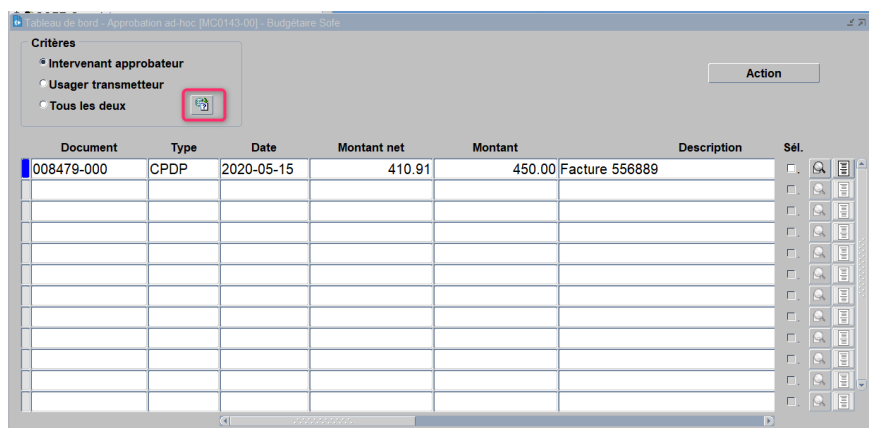 Tableau de bord - Approbation ad-hoc [MC0143-00] - Budgétaire Sofe
Critères
Intervenant approbateur
Usager transmetteur
Tous les deux
Action
Document Type Date Montant net Montant Description Sél.
008479-000 CPDP 2020-05-15 410.91 450.00 Facture 556889